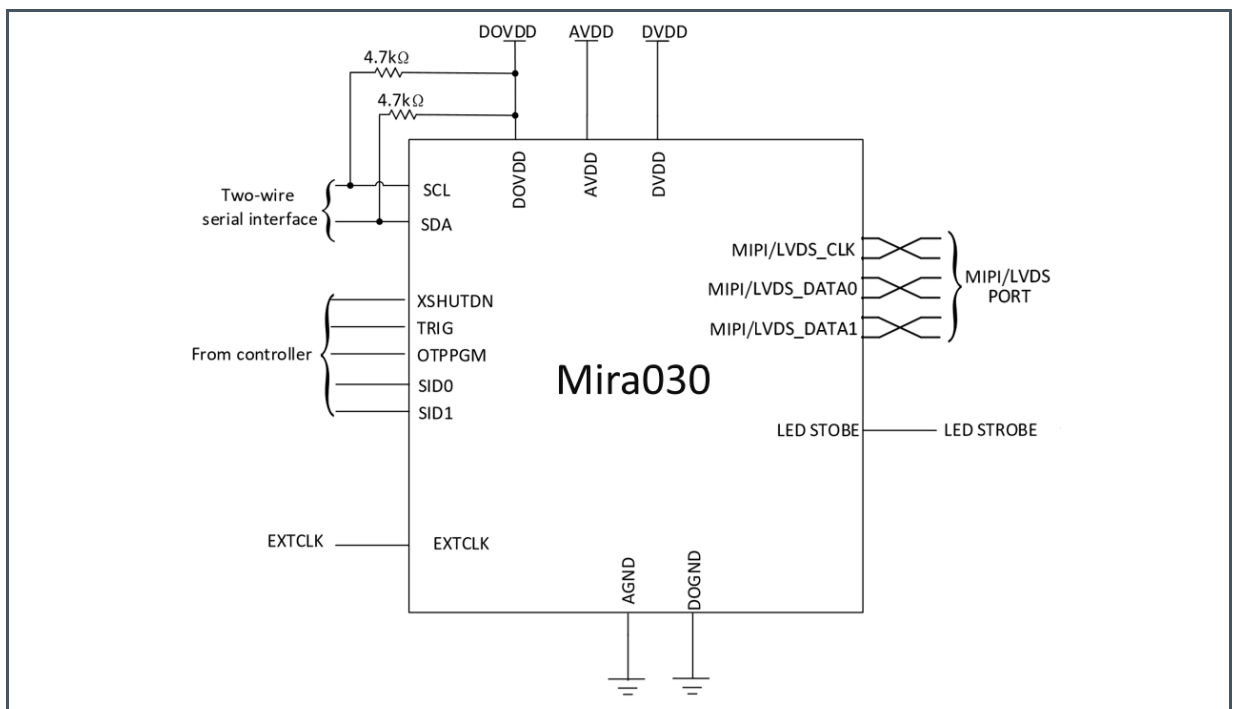 DOVDD AVDD DVDD
4.7kΩ
4.7kΩ
DOVDD
AVDD
DVDD
Two-wire
serial interface
SCL
SDA
MIPI/LVDS_CLK
MIPI/LVDS_DATA0
MIPI/LVDS_DATA1
MIPI/LVDS
PORT
From controller
XSHUTDN
TRIG
OTPPGM
SID0
SID1
Mira030
LED STOBE
LED STROBE
EXTCLK
EXTCLK
AGND
DOGND